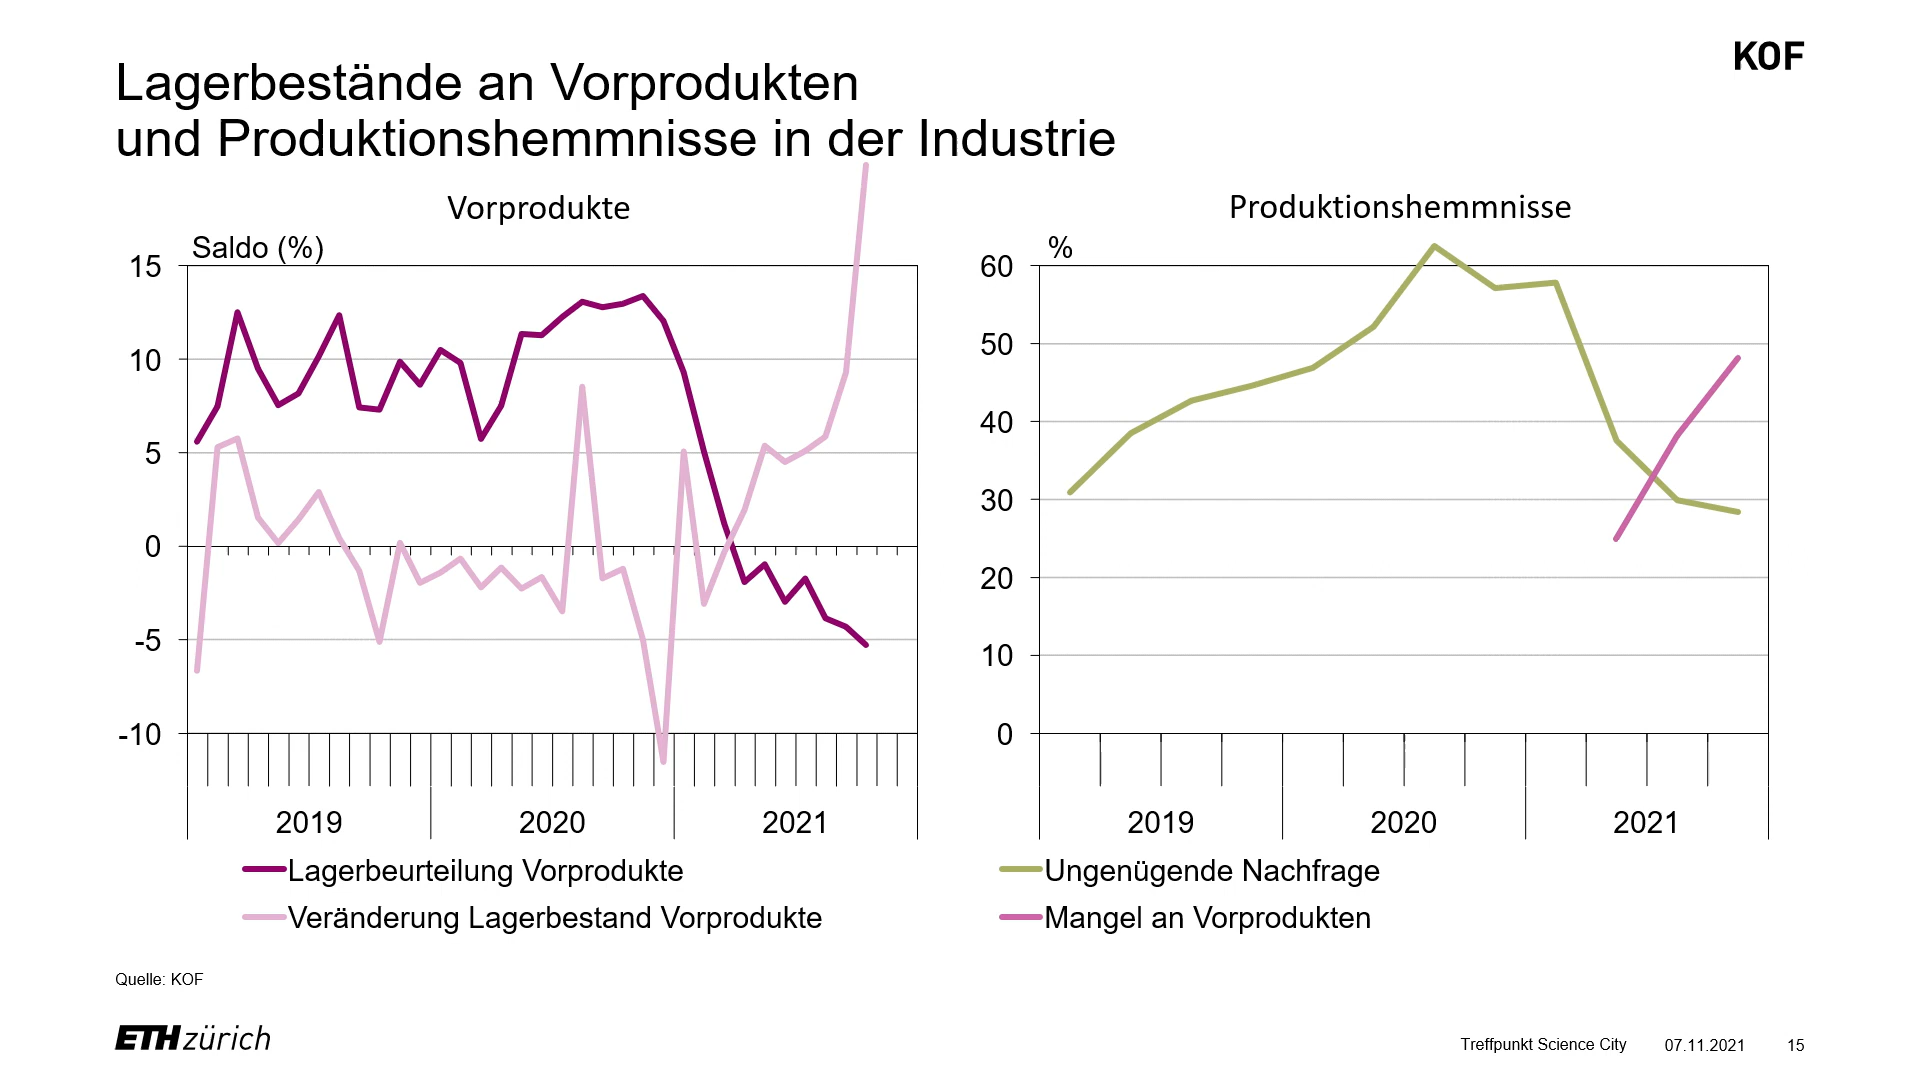 KOF
Lagerbestände an Vorprodukten
und Produktionshemmnisse in der Industrie
Vorprodukte
Saldo (%)
15
10
5
0
-5
-10
2019 2020 2021
Lagerbeurteilung Vorprodukte
Veränderung Lagerbestand Vorprodukte
Produktionshemmnisse
%
60
50
40
30
20
10
0
2019 2020 2021
Ungenügende Nachfrage
Mangel an Vorprodukten
Quelle: KOF
ETH zürich
Treffpunkt Science City 07.11.2021 15